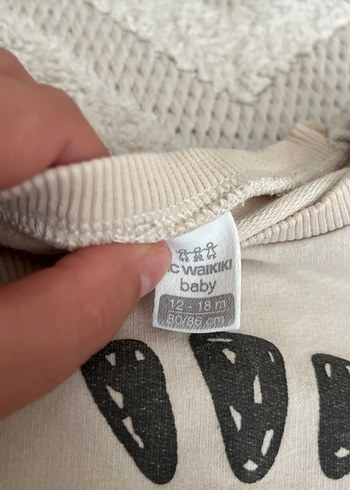 LC WAIKIKI
baby
12 - 18 m
80/86 cm